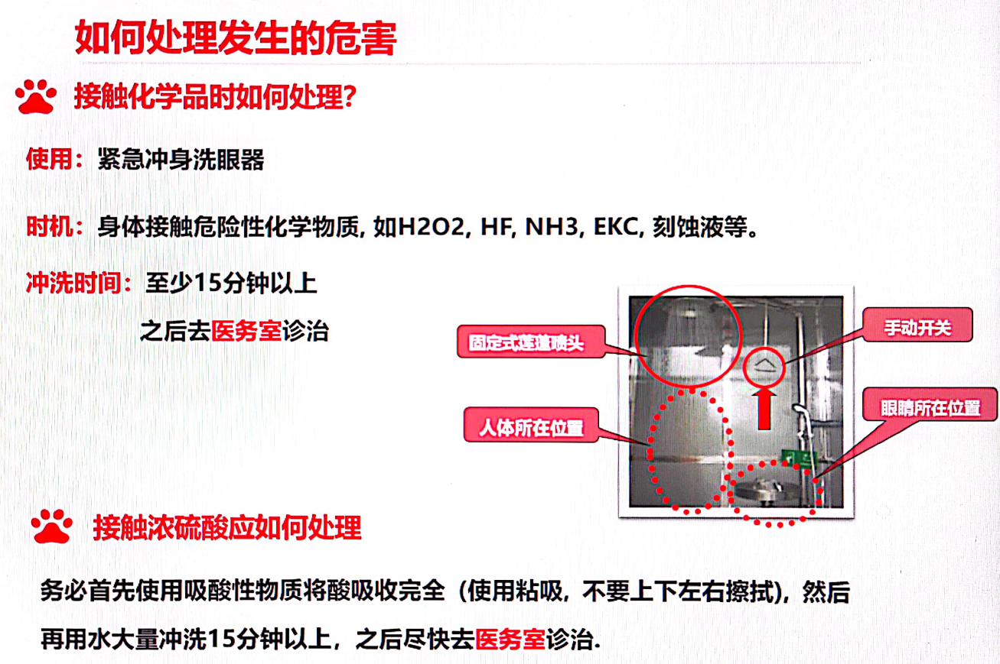 如何处理发生的危害
接触化学品时如何处理?
使用：紧急冲身洗眼器
时机：身体接触危险性化学物质, 如H2O2, HF, NH3, EKC, 刻蚀液等。
冲洗时间：至少15分钟以上
之后去医务室诊治
固定式莲蓬喷头
手动开关
人体所在位置
眼睛所在位置
接触浓硫酸应如何处理
务必首先使用吸酸性物质将酸吸收完全（使用粘吸, 不要上下左右擦拭)，然后
再用水大量冲洗15分钟以上，之后尽快去医务室诊治.